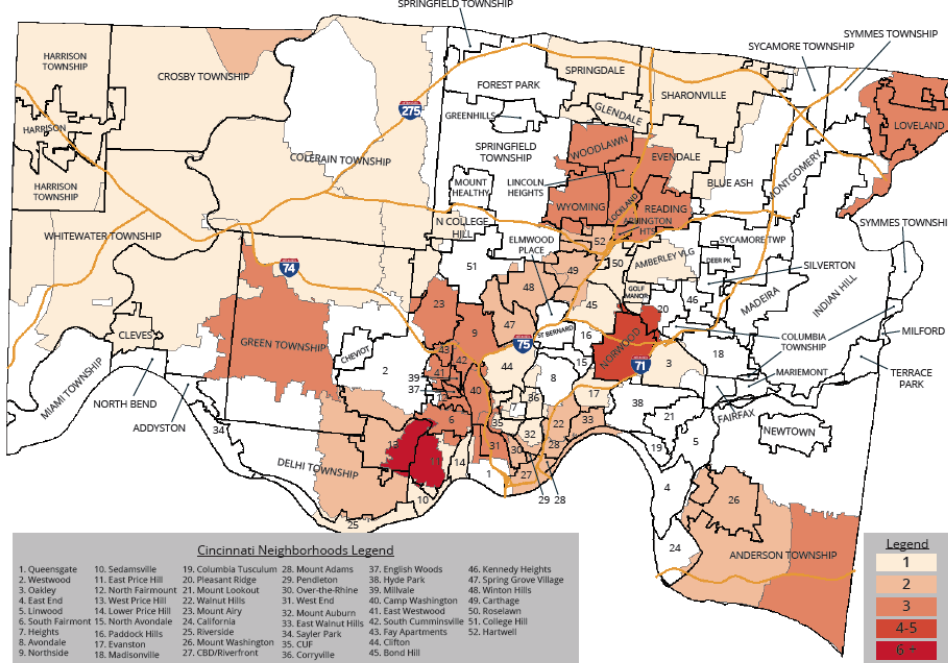 SPRINGFIELD TOWNSHIP
SYMMES TOWNSHIP
SYCAMORE TOWNSHIP
HARRISON
TOWNSHIP
CROSBY TOWNSHIP
SPRINGDALE
FOREST PARK
SHARONVILLE
275
GLENDALE
GREENHILLS
LOVELAND
HARRISON
WOODLAWN
SPRINGFIELD
TOWNSHIP
EVENDALE
COLERAIN TOWNSHIP
MONTGOMERY
HARRISON
TOWNSHIP
MOUNT
HEALTHY
LINCOLN
HEIGHTS
BLUE ASH
WYOMING
LOCKLAND
READING
N COLLEGE
HILL
ARLINGTON
HTS
SYMMES TOWNSHI
WHITEWATER TOWNSHIP
ELMWOOD
PLACE
52
SYCAMORE TWP
AMBERLEY VLG
DEER PK
SILVERTON
74
51
49
50
GOLF
MANOR
48
46
MADEIRA
INDIAN HILL
23
45
20
CLEVES
9
47
ST BERNARD
16
NORWOOD
COLUMBIA
TOWNSHIP
MILFORD
GREEN TOWNSHIP
CHEVIOT
43
42
75
18
MIAMI TOWNSHIP
2
39
37
41
44
15
71
3
MARIEMONT
TERRACE
PARK
40
8
36
17
NORTH BEND
7
38
FAIRFAX
ADDYSTON
34
6
35
22
33
21
NEWTOWN
32
5
13
31
30
28
19
DELHI TOWNSHIP
14
1
27
4
10
29
28
26
25
24
ANDERSON TOWNSHIP
Cincinnati Neighborhoods Legend
1. Queensgate
2. Westwood
3. Oakley
4. East End
5. Linwood
6. South Fairmont
7. Heights
8. Avondale
9. Northside
10. Sedamsville
11. East Price Hill
12. North Fairmount
13. West Price Hill
14. Lower Price Hill
15. North Avondale
16. Paddock Hills
17. Evanston
18. Madisonville
19. Columbia Tusculum
20. Pleasant Ridge
21. Mount Lookout
22. Walnut Hills
23. Mount Airy
24. California
25. Riverside
26. Mount Washington
27. CBD/Riverfront
28. Mount Adams
29. Pendleton
30. Over-the-Rhine
31. West End
32. Mount Auburn
33. East Walnut Hills
34. Sayler Park
35. CUF
36. Corryville
37. English Woods
38. Hyde Park
39. Millvale
40. Camp Washington
41. East Westwood
42. South Cumminsville
43. Fay Apartments
44. Clifton
45. Bond Hill
46. Kennedy Heights
47. Spring Grove Village
48. Winton Hills
49. Carthage
50. Roselawn
51. College Hill
52. Hartwell
Legend
1
2
3
4-5
6 +